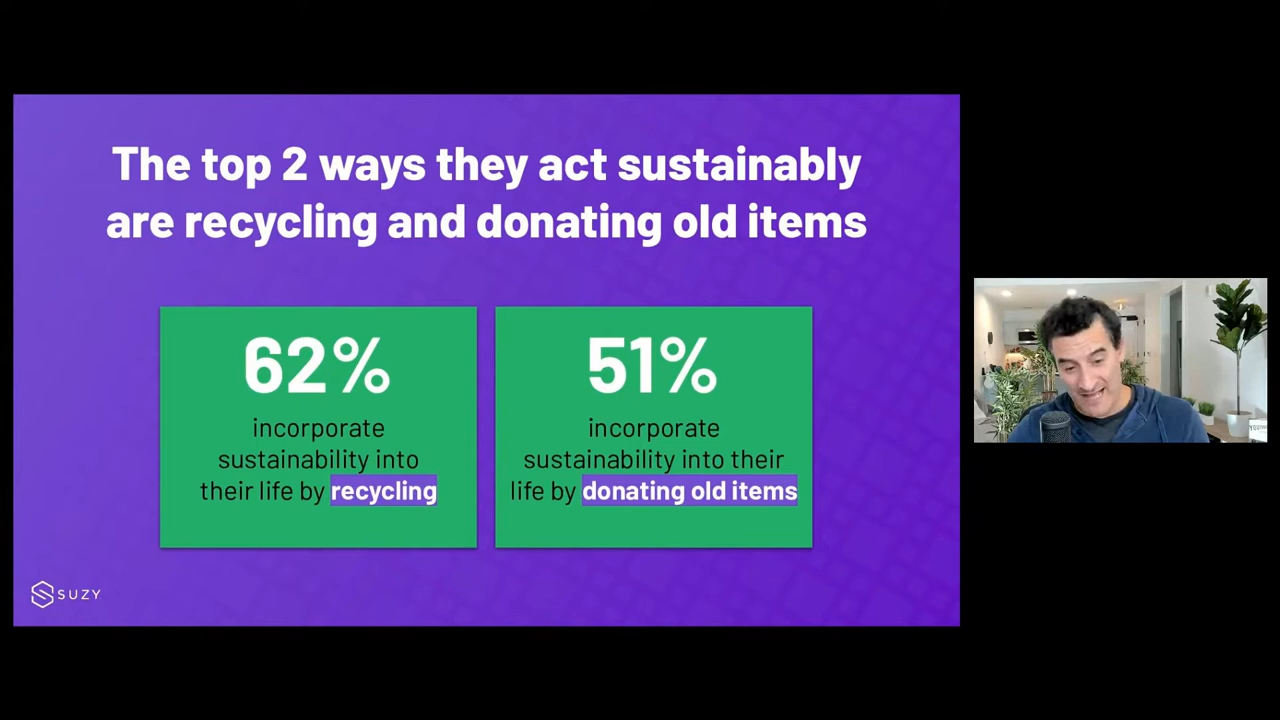 The top 2 ways they act sustainably
are recycling and donating old items
62%
incorporate
sustainability into
their life by recycling
51%
incorporate
sustainability into their
life by donating old items
SUZY